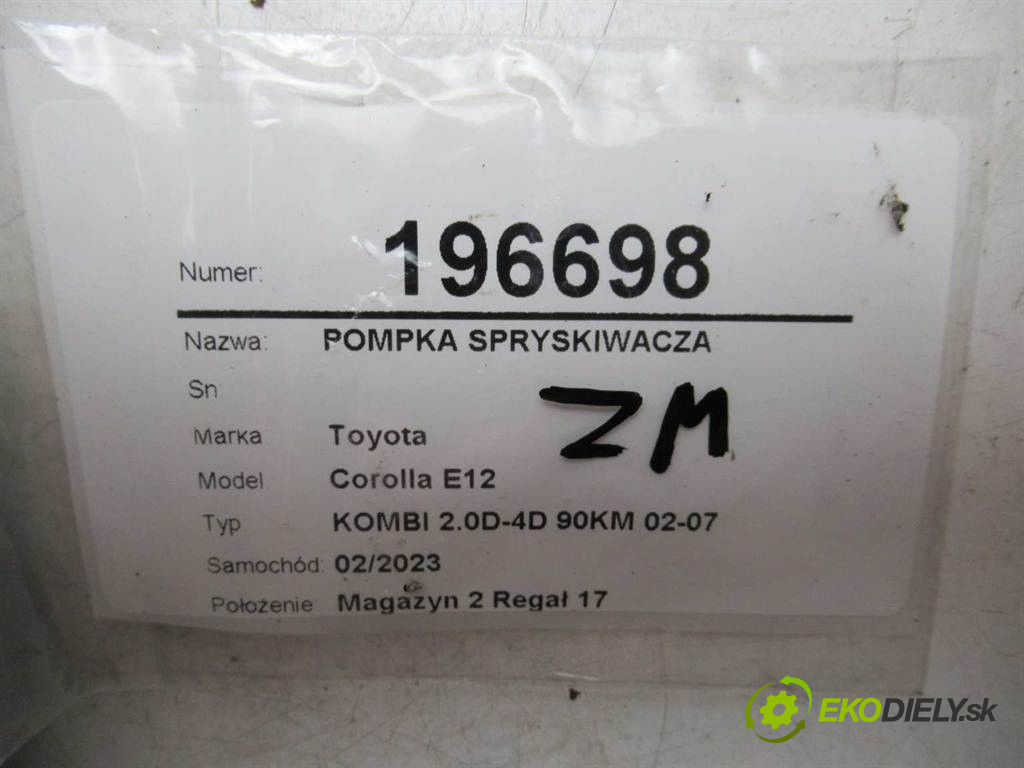 Numer: 196698
Nazwa: POMPKA SPRYSKIWACZA
Sn
ZM
Marka Toyota
Model Corolla E12
Typ KOMBI 2.0D-4D 90KM 02-07
Samochód: 02/2023
Położenie: Magazyn 2 Regał 17
EKODIELY.sk